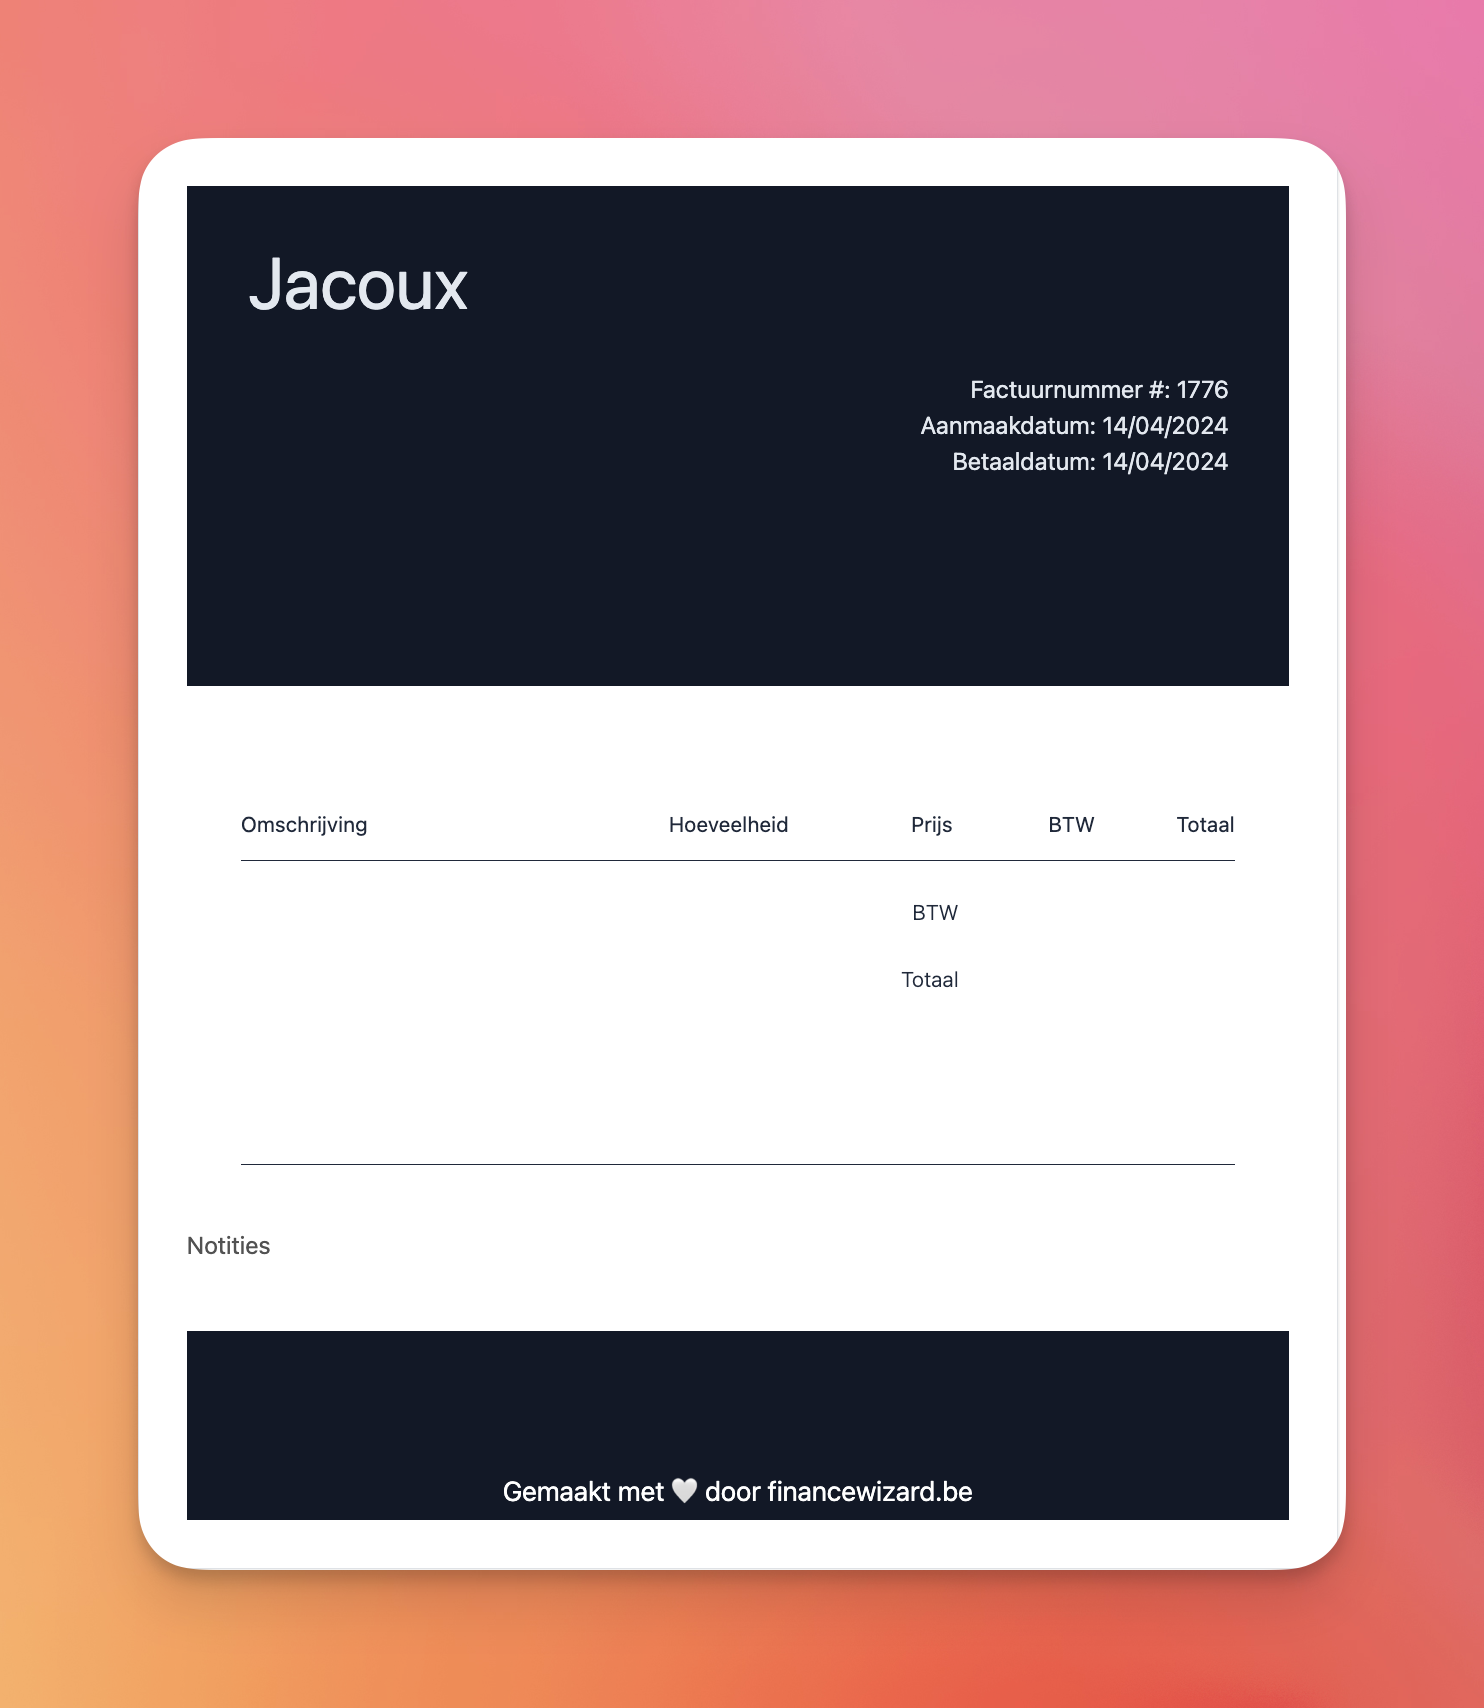 Jacoux
Factuurnummer #: 1776
Aanmaakdatum: 14/04/2024
Betaaldatum: 14/04/2024
Omschrijving Hoeveelheid Prijs BTW Totaal
BTW
Totaal
Notities
Gemaakt met 🤍 door financewizard.be